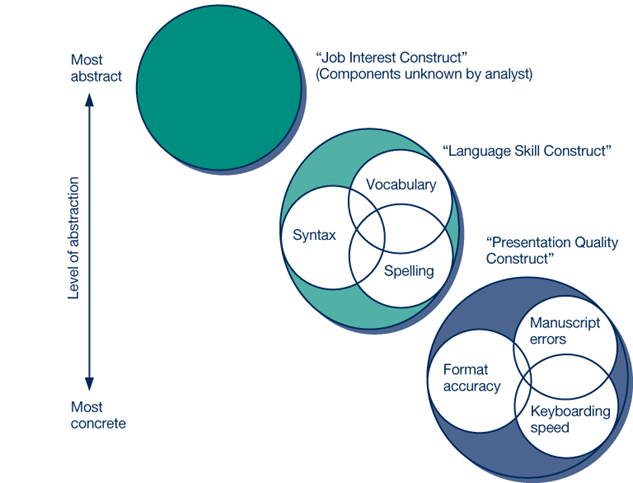 Most
abstract
“Job Interest Construct”
(Components unknown by analyst)
“Language Skill Construct”
Vocabulary
Syntax
Spelling
Level of abstraction
“Presentation Quality
Construct”
Manuscript
errors
Format
accuracy
Keyboarding
speed
Most
concrete